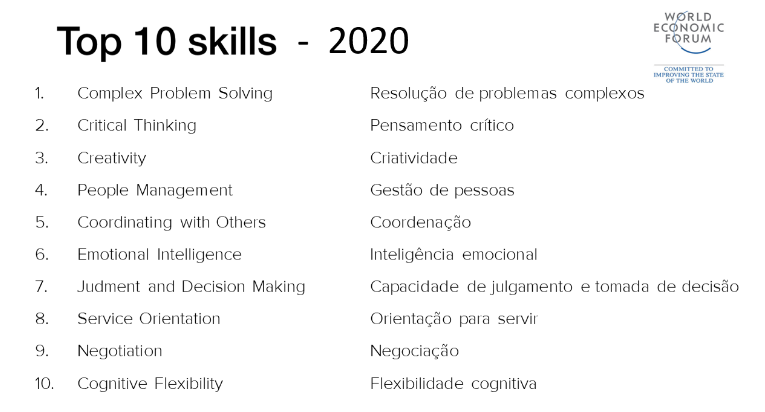 Top 10 skills - 2020
WORLD
ECONOMIC
FORUM
COMMITTED TO
IMPROVING THE STATE
OF THE WORLD
1. Complex Problem Solving Resolução de problemas complexos
2. Critical Thinking Pensamento crítico
3. Creativity Criatividade
4. People Management Gestão de pessoas
5. Coordinating with Others Coordenação
6. Emotional Intelligence Inteligência emocional
7. Judment and Decision Making Capacidade de julgamento e tomada de decisão
8. Service Orientation Orientação para servir
9. Negotiation Negociação
10. Cognitive Flexibility Flexibilidade cognitiva